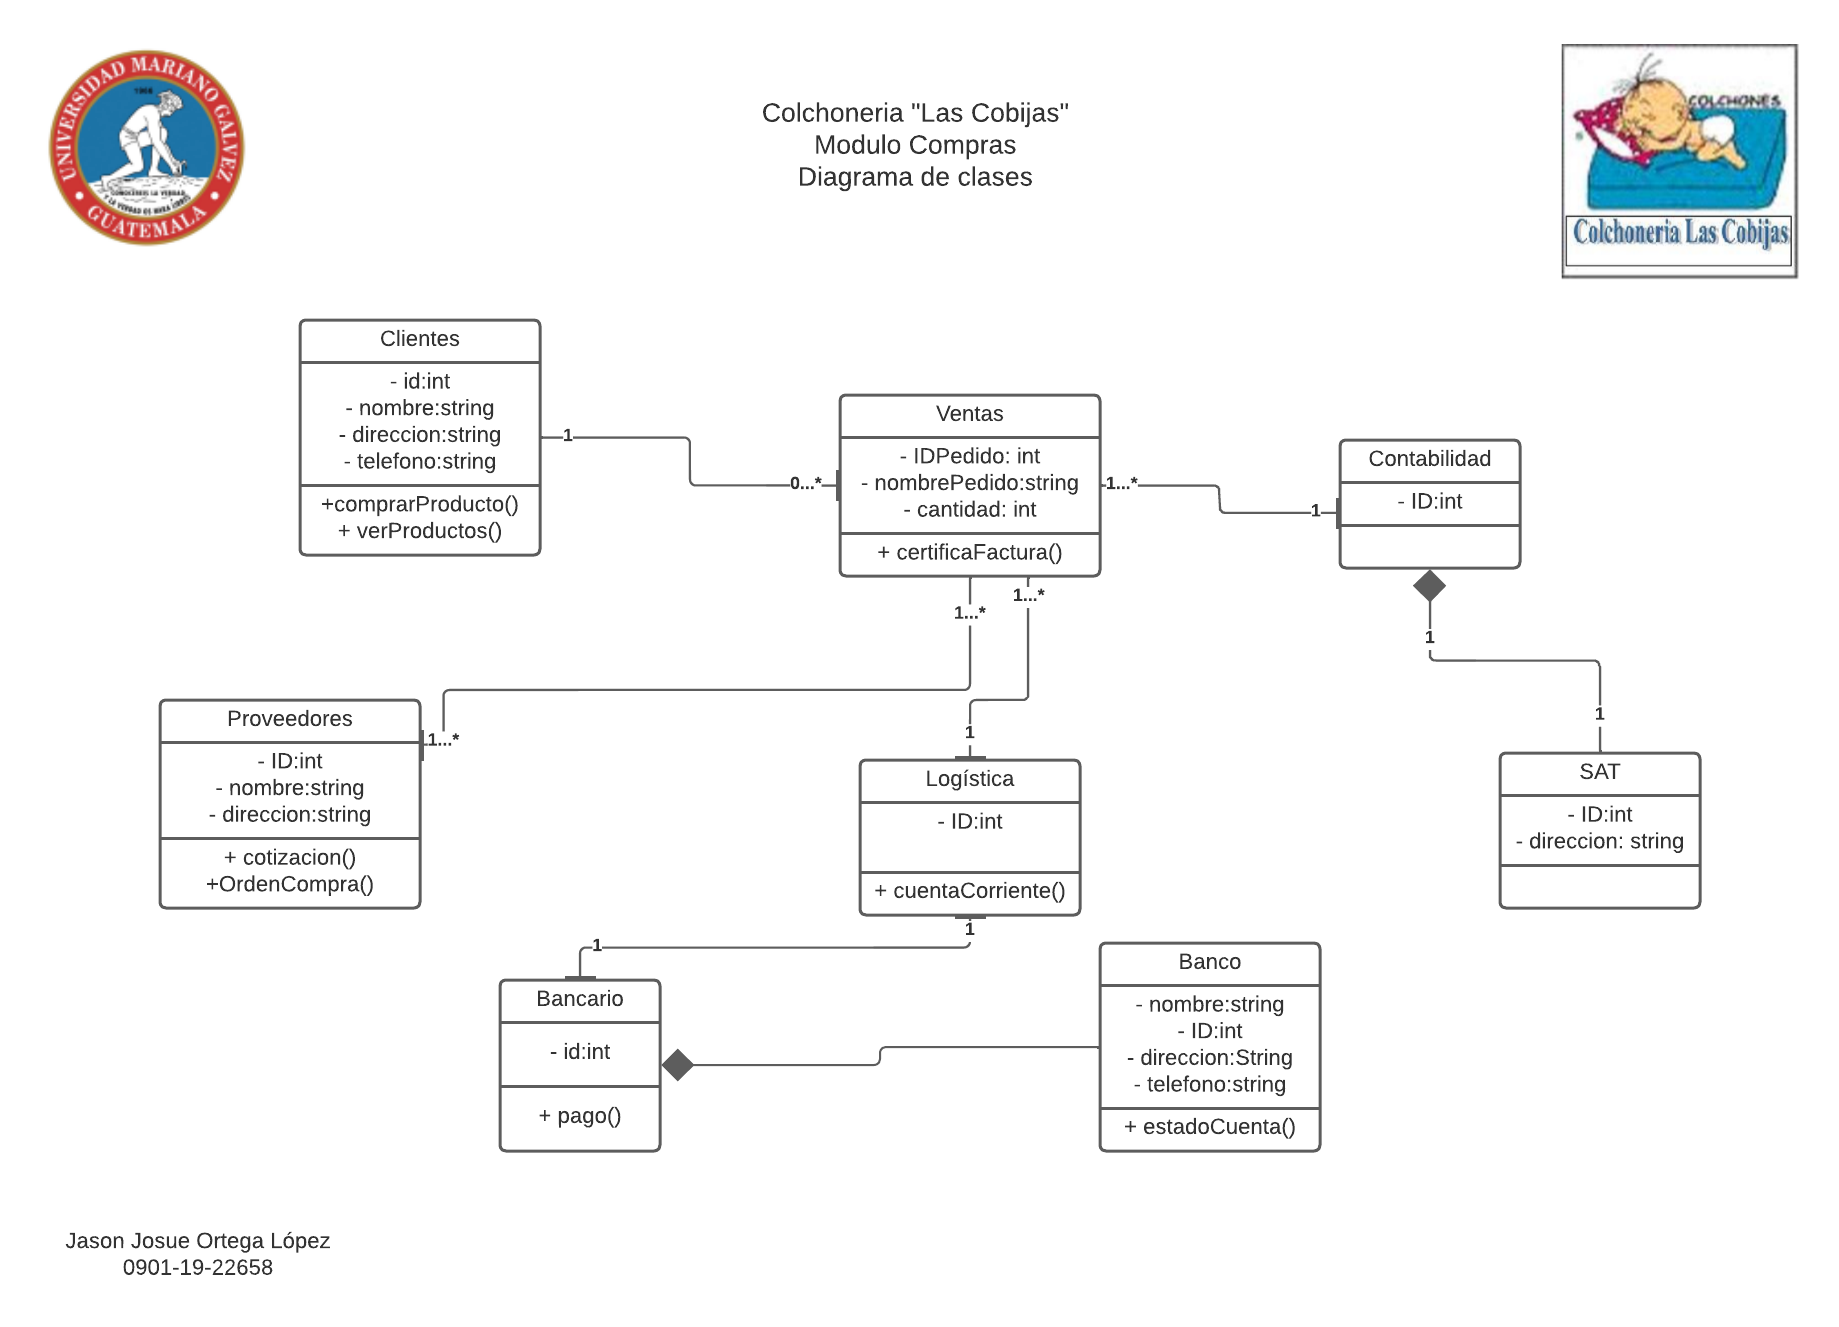 UNIVERSIDAD MARIANO GALVEZ
GUATEMALA
Colchoneria "Las Cobijas"
Modulo Compras
Diagrama de clases
COLCHONES
Colchoneria Las Cobijas
Clientes
- id:int
- nombre:string
- direccion:string
- telefono:string
+comprarProducto()
+ verProductos()
1
0...*
Ventas
- IDPedido: int
- nombrePedido:string
- cantidad: int
+ certificaFactura()
1...*
1
Contabilidad
- ID:int
1...*
1...*
1
1
Proveedores
- ID:int
- nombre:string
- direccion:string
+ cotizacion()
+OrdenCompra()
1...*
1
Logística
- ID:int
+ cuentaCorriente()
SAT
- ID:int
- direccion: string
1
1
Bancario
- id:int
+ pago()
Banco
- nombre:string
- ID:int
- direccion:String
- telefono:string
+ estadoCuenta()
Jason Josue Ortega López
0901-19-22658